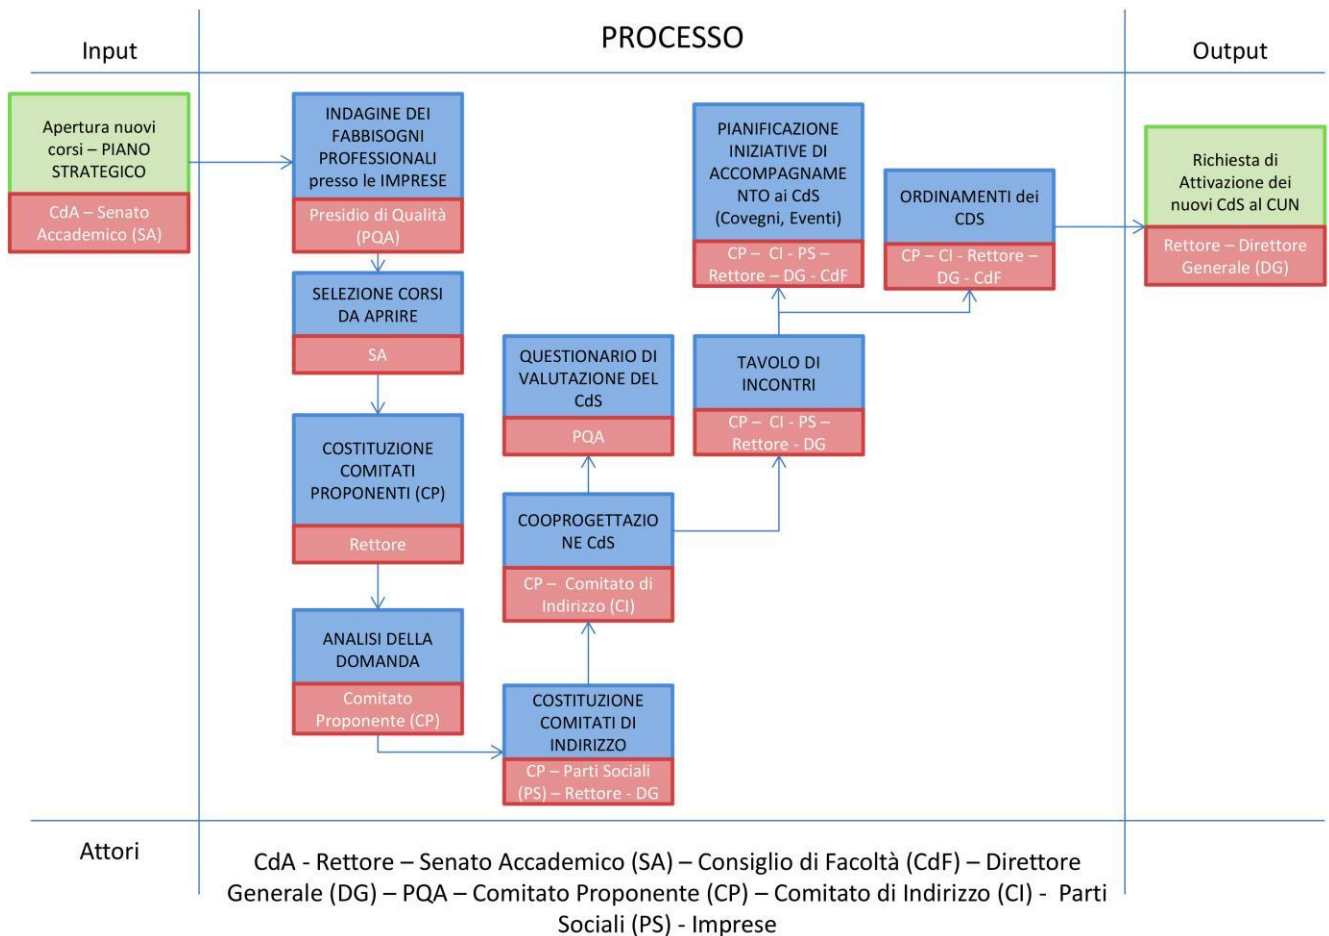 Input
PROCESSO
Output
Apertura nuovi
corsi – PIANO
STRATEGICO
CdA – Senato
Accademico (SA)
INDAGINE DEI
FABBISOGNI
PROFESSIONALI
presso le IMPRESE
Presidio di Qualità
(PQA)
SELEZIONE CORSI
DA APRIRE
SA
COSTITUZIONE
COMITATI
PROPONENTI (CP)
Rettore
ANALISI DELLA
DOMANDA
Comitato
Proponente (CP)
COSTITUZIONE
COMITATI DI
INDIRIZZO
CP – Parti Sociali
(PS) – Rettore - DG
COOPROGETTAZIO
NE CdS
CP – Comitato di
Indirizzo (CI)
QUESTIONARIO DI
VALUTAZIONE DEL
CdS
PQA
TAVOLO DI
INCONTRI
CP – CI - PS –
Rettore - DG
PIANIFICAZIONE
INIZIATIVE DI
ACCOMPAGNAME
NTO ai CdS
(Covegni, Eventi)
CP – CI - PS –
Rettore – DG - CdF
ORDINAMENTI dei
CDS
CP – CI - Rettore –
DG - CdF
Richiesta di
Attivazione dei
nuovi CdS al CUN
Rettore – Direttore
Generale (DG)
Attori
CdA - Rettore – Senato Accademico (SA) – Consiglio di Facoltà (CdF) – Direttore
Generale (DG) – PQA – Comitato Proponente (CP) – Comitato di Indirizzo (CI) - Parti
Sociali (PS) - Imprese